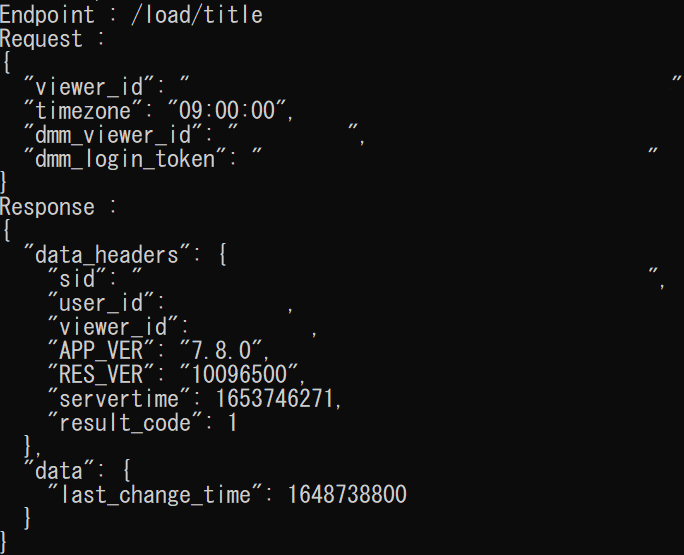 Endpoint : /load/title
Request :
{
  "viewer_id": "                                        "
  "timezone": "09:00:00",
  "dmm_viewer_id": "         ",
  "dmm_login_token": "                                "
}
Response :
{
  "data_headers": {
    "sid": "                                          ",
    "user_id":          ,
    "viewer_id":          ,
    "APP_VER": "7.8.0",
    "RES_VER": "10096500",
    "servertime": 1653746271,
    "result_code": 1
  },
  "data": {
    "last_change_time": 1648738800
  }
}